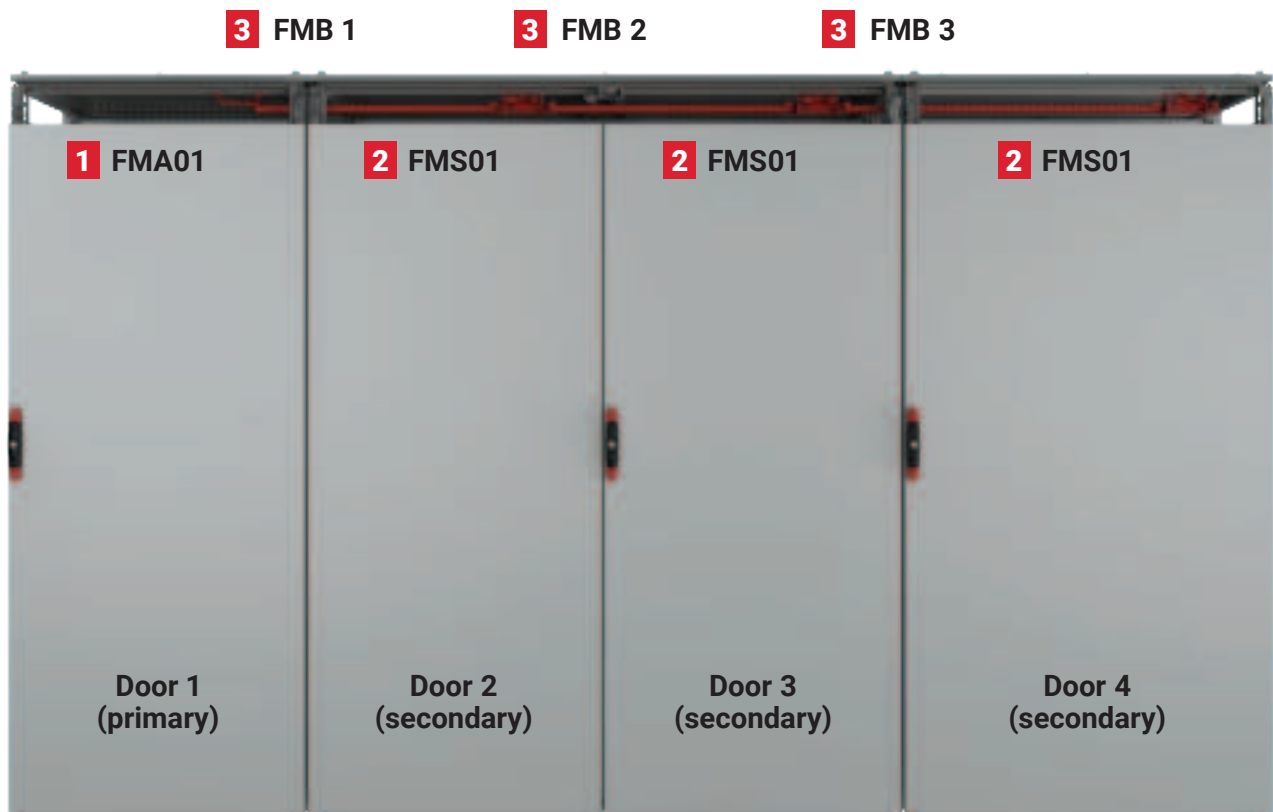 3 FMB 1
3 FMB 2
3 FMB 3
1 FMA01
2 FMS01
2 FMS01
2 FMS01
Door 1
(primary)
Door 2
(secondary)
Door 3
(secondary)
Door 4
(secondary)